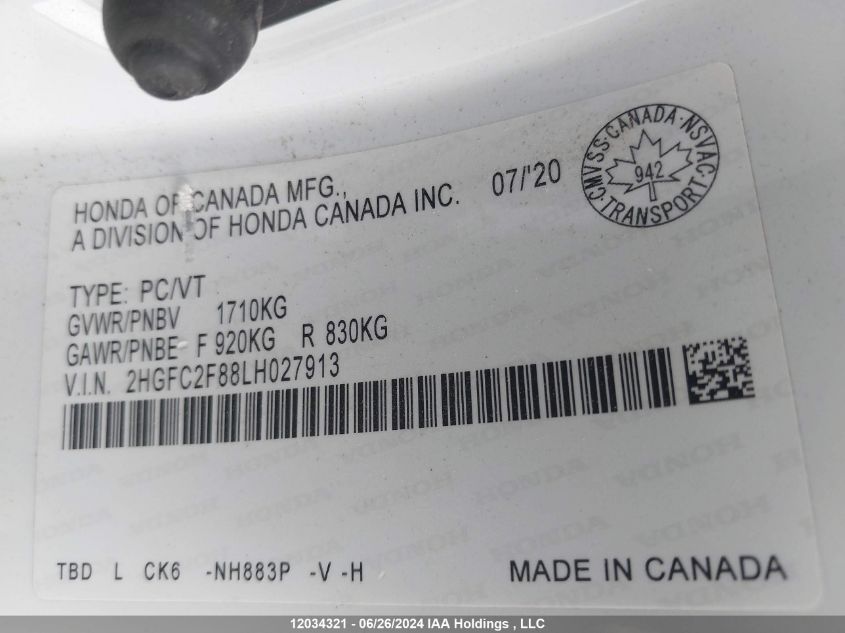 HONDA OF CANADA MFG.,
A DIVISION OF HONDA CANADA INC.
07/'20
CMVSS·CANADA·NSVAC·TRANSPORT·
942
TYPE: PC/VT
GVWR/PNBV 1710KG
GAWR/PNBE F 920KG R 830KG
V.I.N. 2HGFC2F88LH027913
TBD L CK6 -NH883P -V -H
MADE IN CANADA
12034321 - 06/26/2024 IAA Holdings , LLC